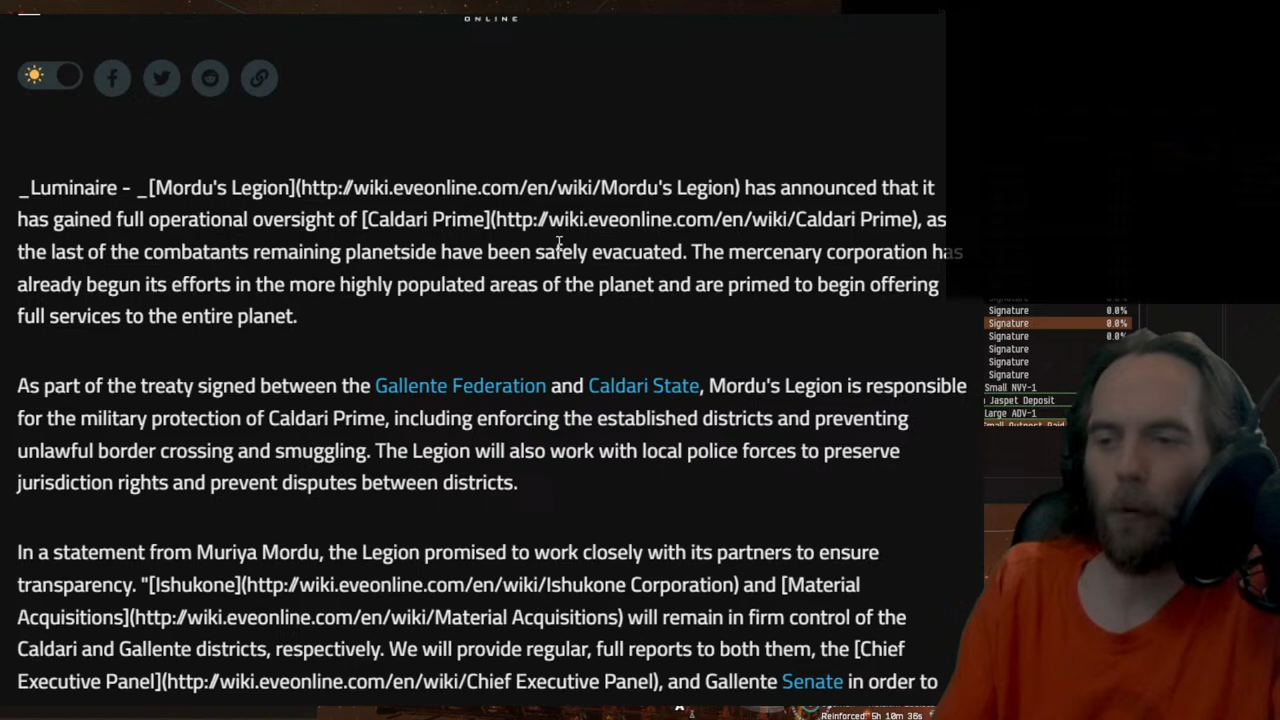 ONLINE
_Luminaire - _[Mordu's Legion](http://wiki.eveonline.com/en/wiki/Mordu's Legion) has announced that it
has gained full operational oversight of [Caldari Prime](http://wiki.eveonline.com/en/wiki/Caldari Prime), as
the last of the combatants remaining planetside have been safely evacuated. The mercenary corporation has
already begun its efforts in the more highly populated areas of the planet and are primed to begin offering
full services to the entire planet.
As part of the treaty signed between the Gallente Federation and Caldari State, Mordu's Legion is responsible
for the military protection of Caldari Prime, including enforcing the established districts and preventing
unlawful border crossing and smuggling. The Legion will also work with local police forces to preserve
jurisdiction rights and prevent disputes between districts.
In a statement from Muriya Mordu, the Legion promised to work closely with its partners to ensure
transparency. "[Ishukone](http://wiki.eveonline.com/en/wiki/Ishukone Corporation) and [Material
Acquisitions](http://wiki.eveonline.com/en/wiki/Material Acquisitions) will remain in firm control of the
Caldari and Gallente districts, respectively. We will provide regular, full reports to both them, the [Chief
Executive Panel](http://wiki.eveonline.com/en/wiki/Chief Executive Panel), and Gallente Senate in order to
Signature 0.0%
Signature 0.0%
Signature 0.0%
Signature
Signature
Signature
Small NVY-1
Jaspet Deposit
Large ADV-1
Small Outpost Raid
Reinforced: 5h 10m 36s